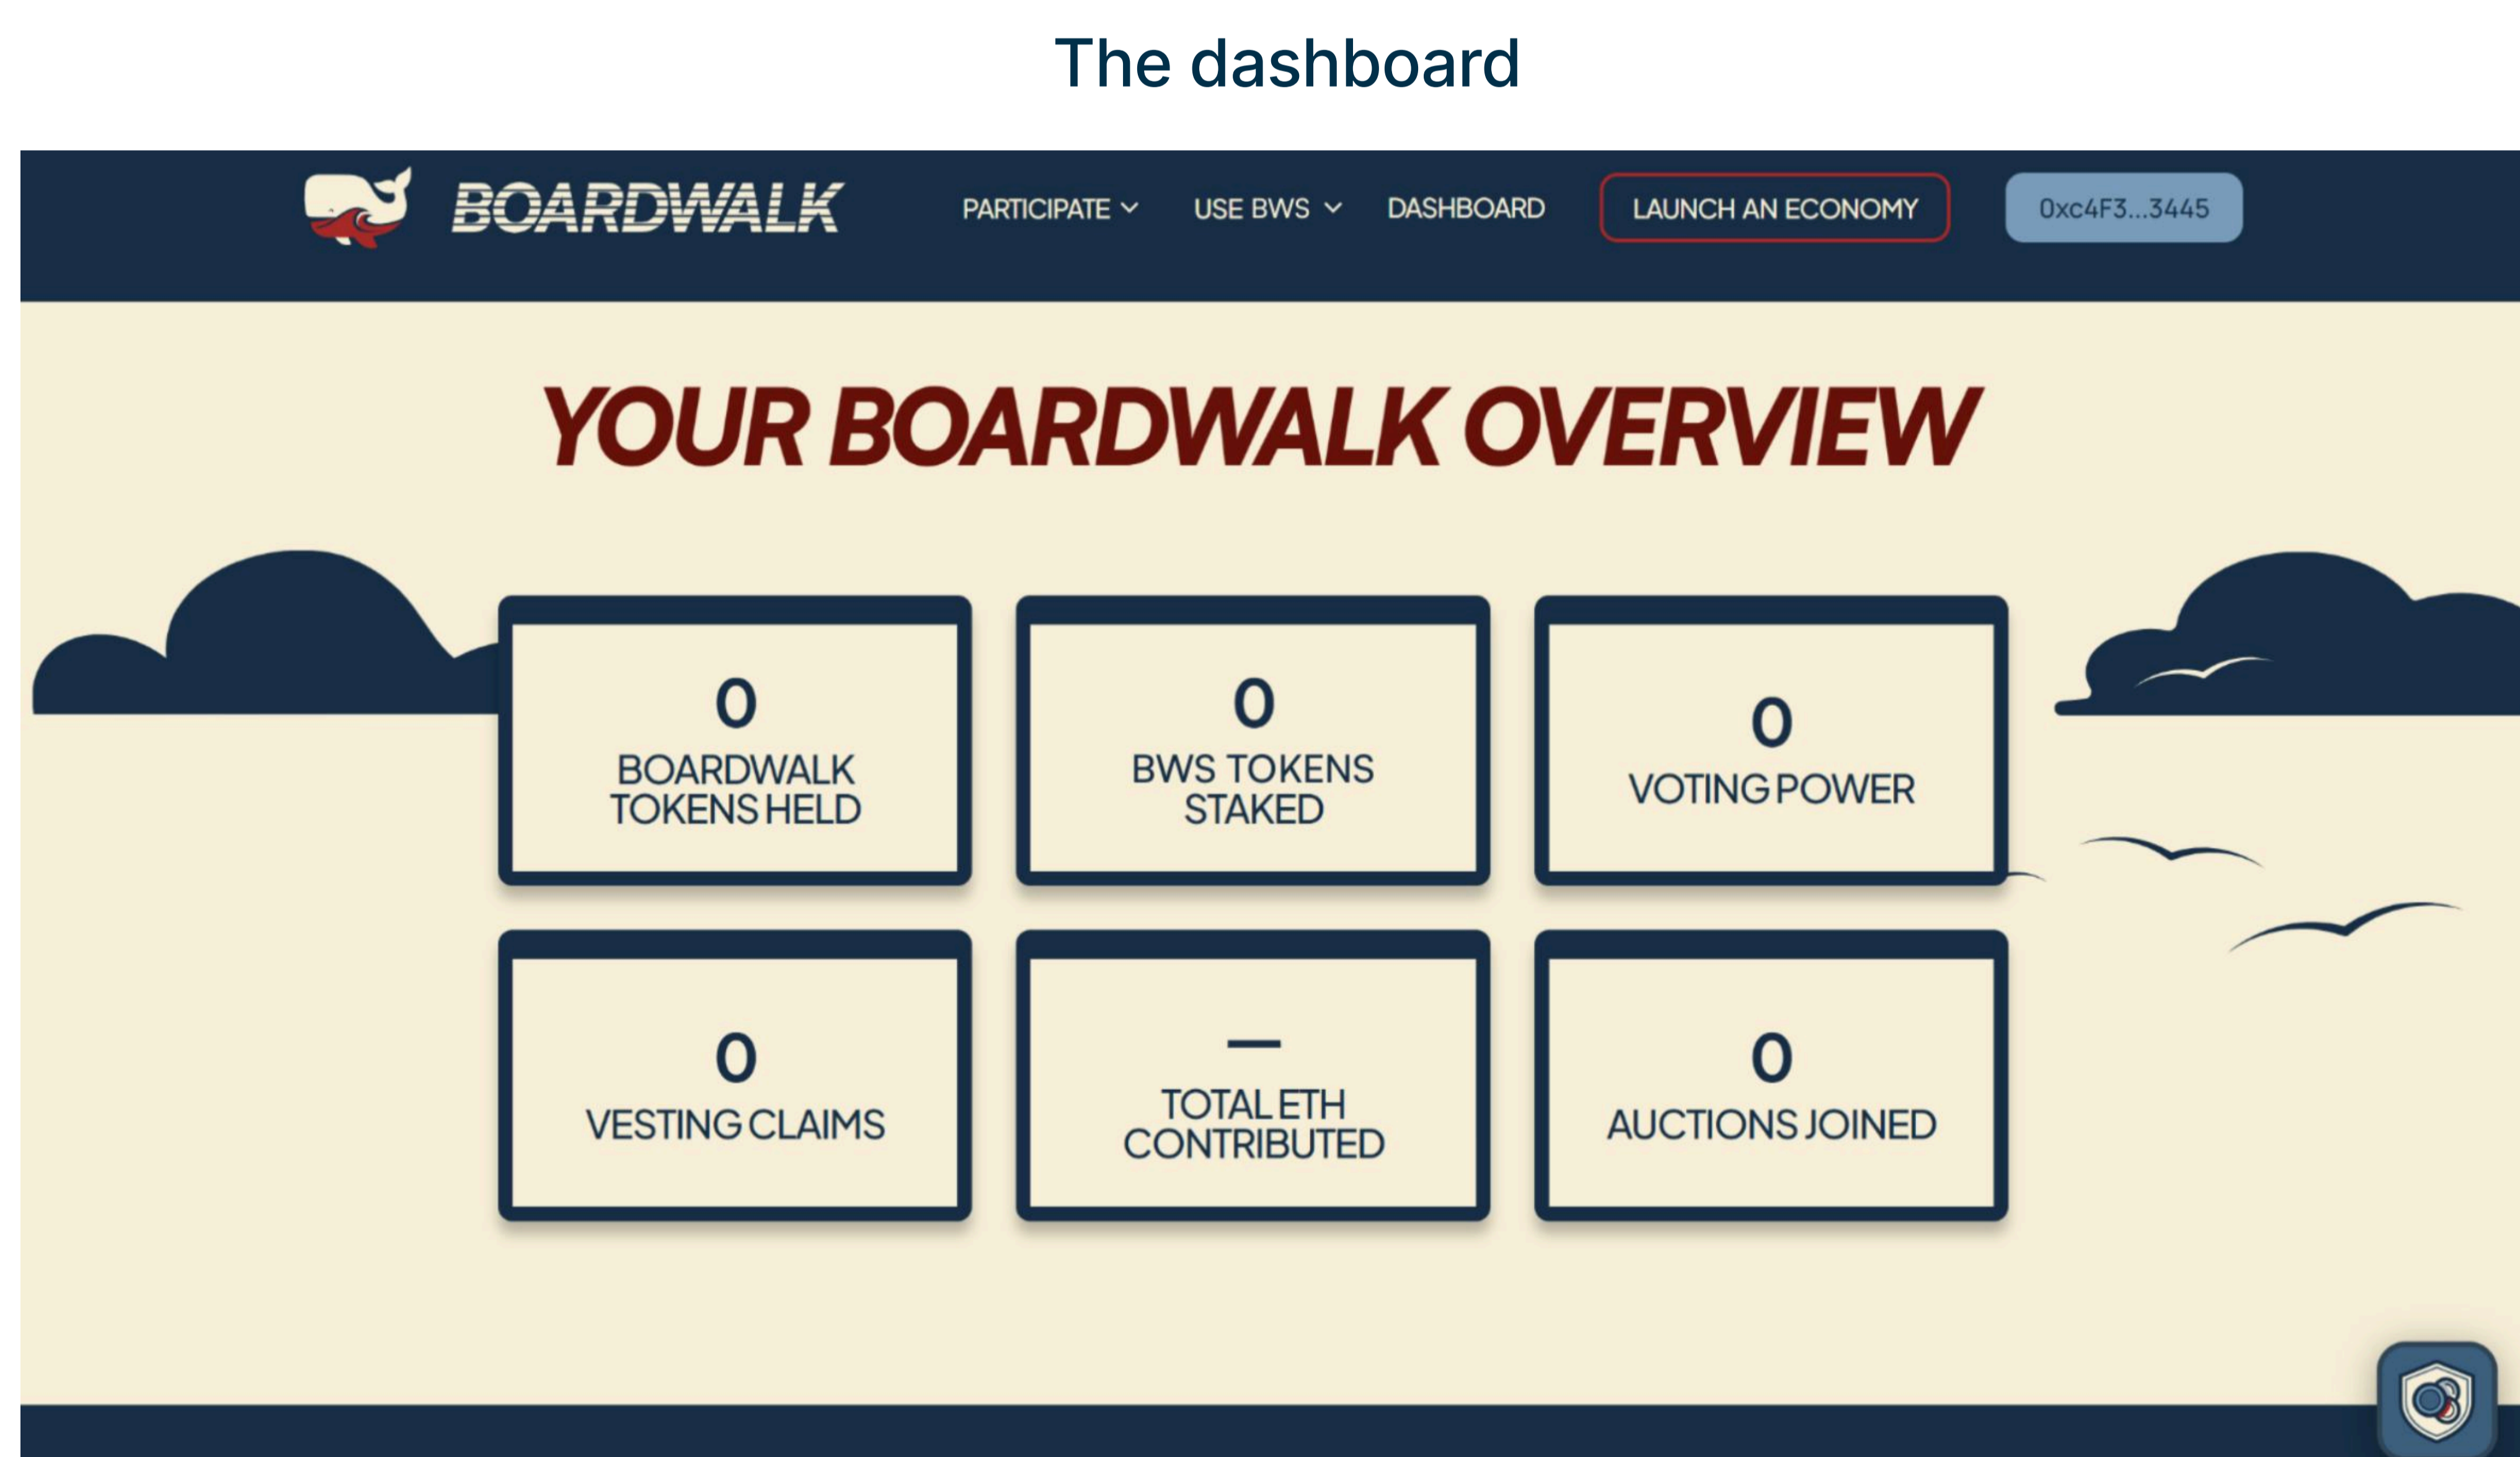 The dashboard
BOARDWALK
PARTICIPATE
USE BWS
DASHBOARD
LAUNCH AN ECONOMY
0xc4F3...3445
YOUR BOARDWALK OVERVIEW
0
BOARDWALK
TOKENS HELD
0
BWS TOKENS
STAKED
0
VOTING POWER
0
VESTING CLAIMS
—
TOTAL ETH
CONTRIBUTED
0
AUCTIONS JOINED